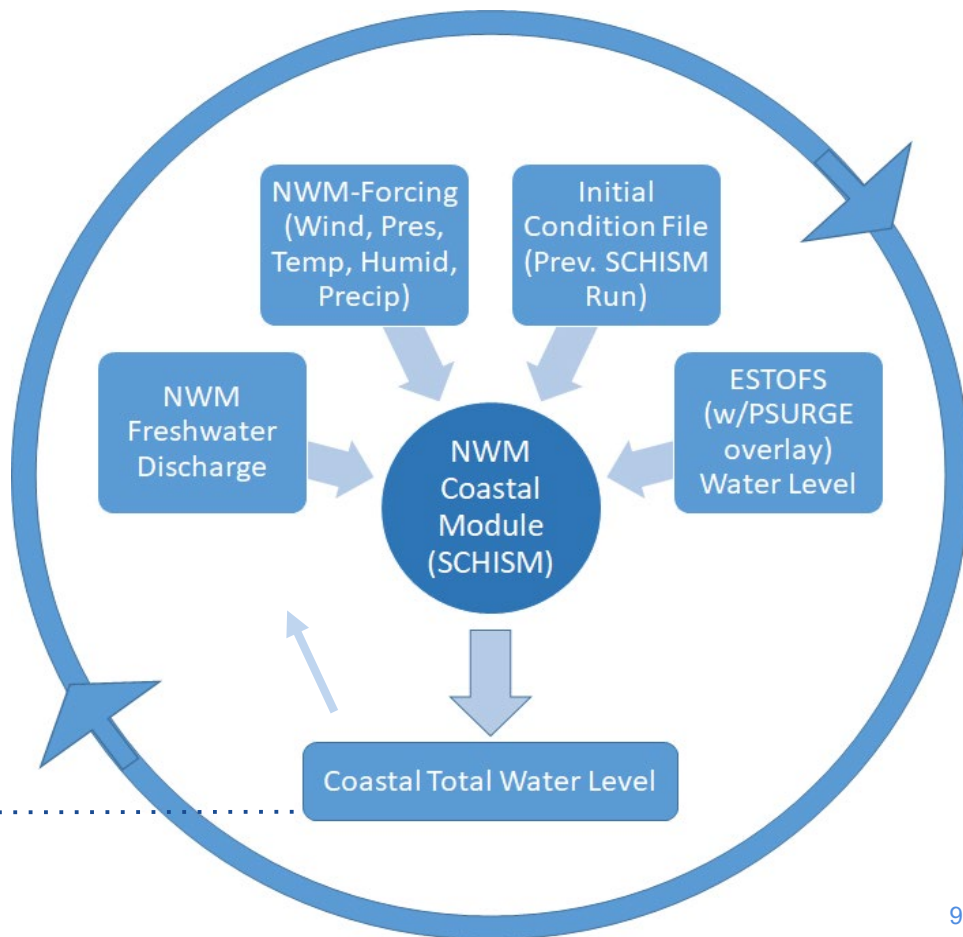 NWM-Forcing
(Wind, Pres,
Temp, Humid,
Precip)
Initial
Condition File
(Prev. SCHISM
Run)
NWM
Freshwater
Discharge
ESTOFS
(w/PSURGE
overlay)
Water Level
NWM
Coastal
Module
(SCHISM)
Coastal Total Water Level
9